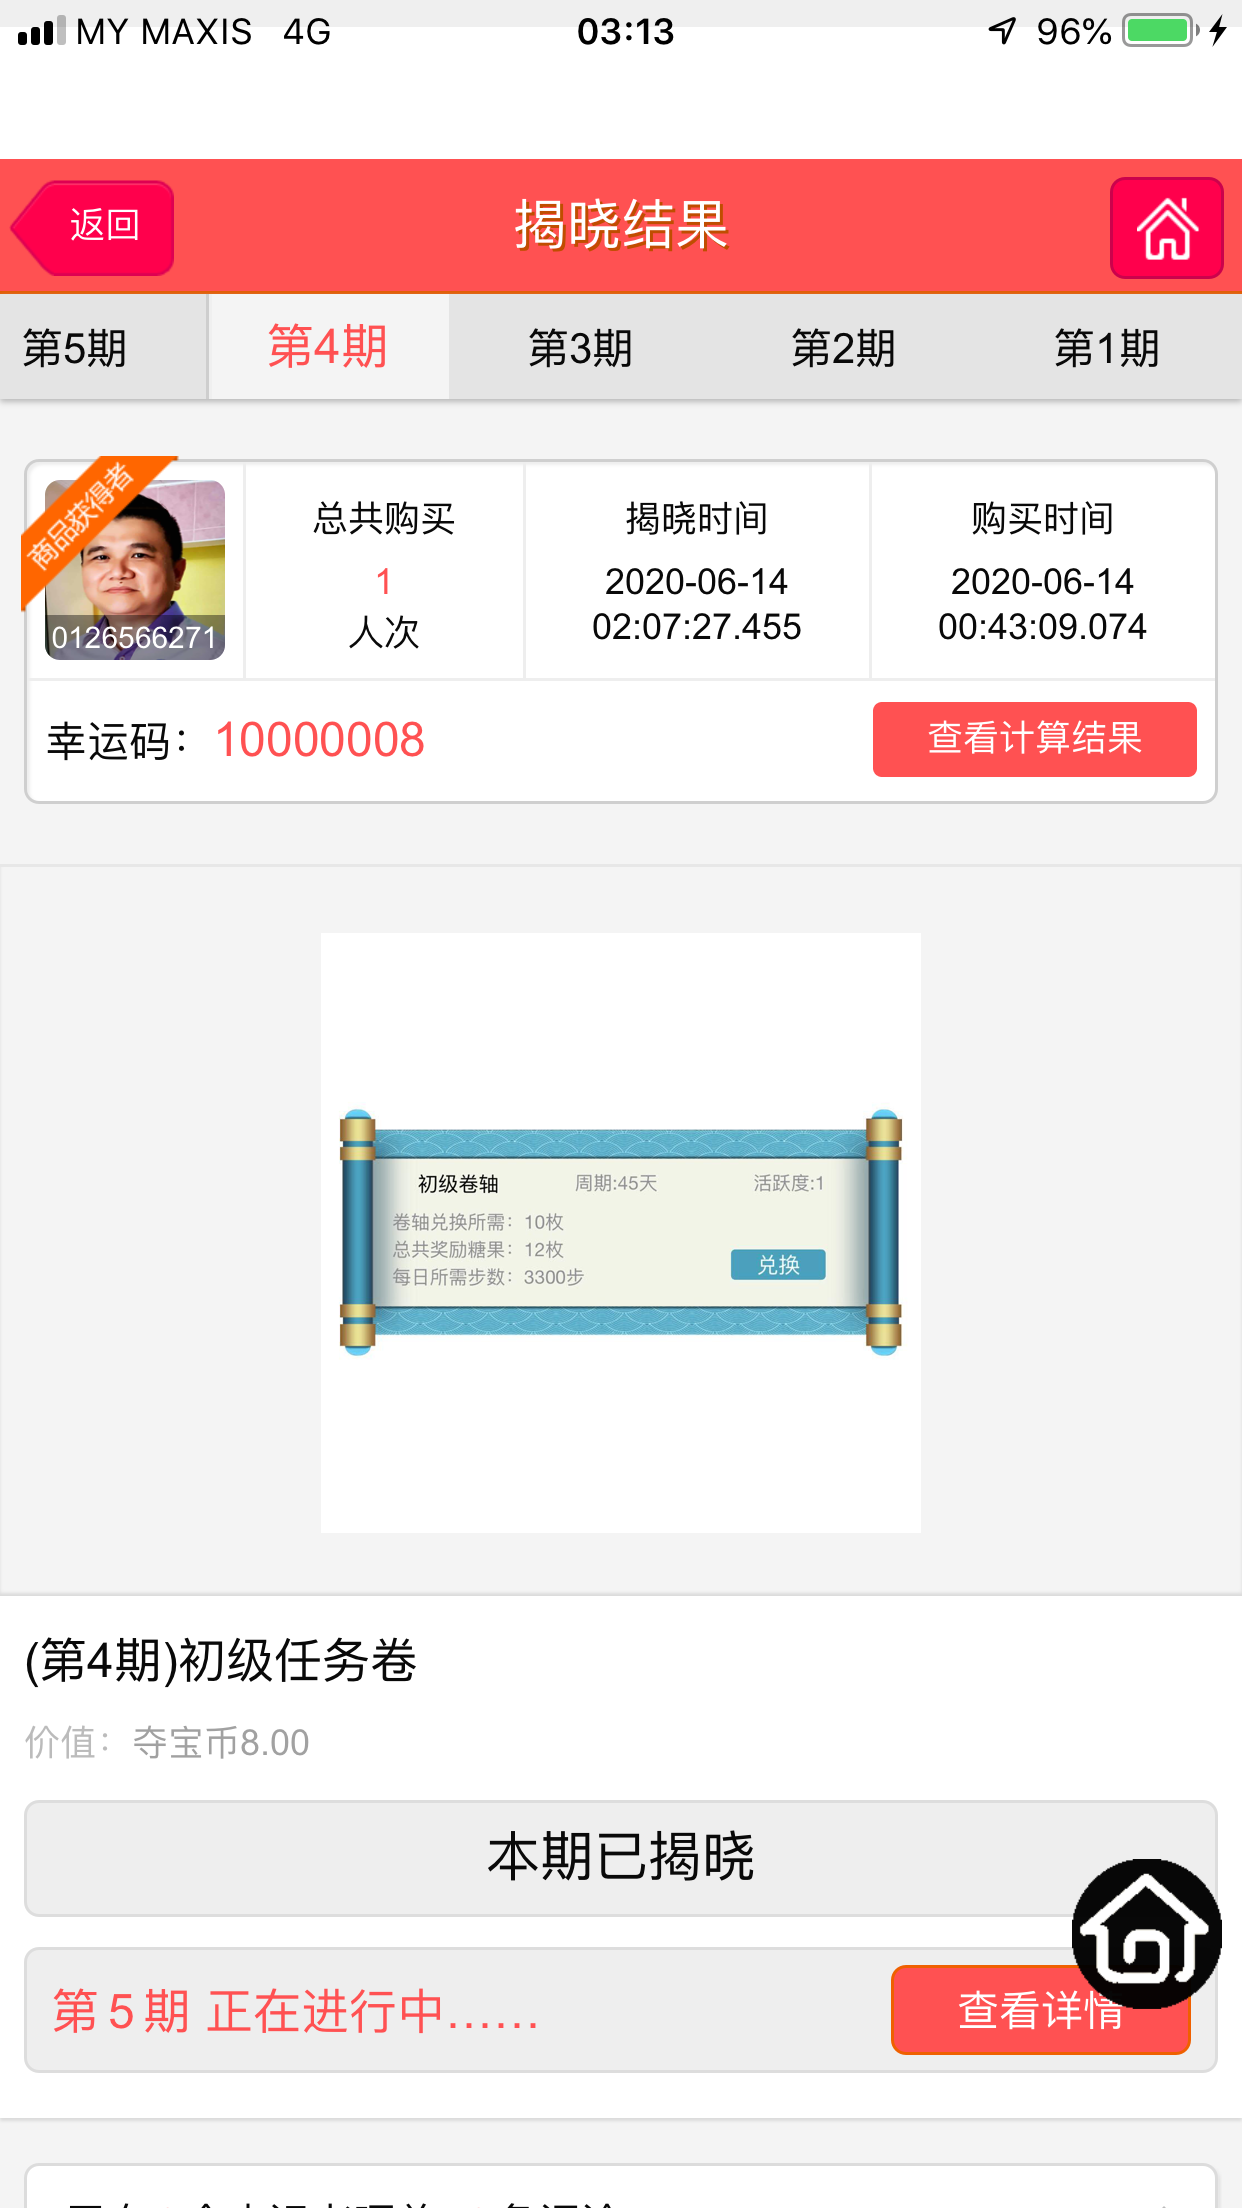 MY MAXIS 4G 03:13 96%
返回 揭晓结果
第5期 第4期 第3期 第2期 第1期
商品获得者
0126566271
总共购买
1
人次
揭晓时间
2020-06-14
02:07:27.455
购买时间
2020-06-14
00:43:09.074
幸运码：10000008 查看计算结果
初级卷轴 周期:45天 活跃度:1
卷轴兑换所需：10枚
总共奖励糖果：12枚
每日所需步数：3300步
兑换
(第4期)初级任务卷
价值：夺宝币8.00
本期已揭晓
第 5 期 正在进行中…… 查看详情